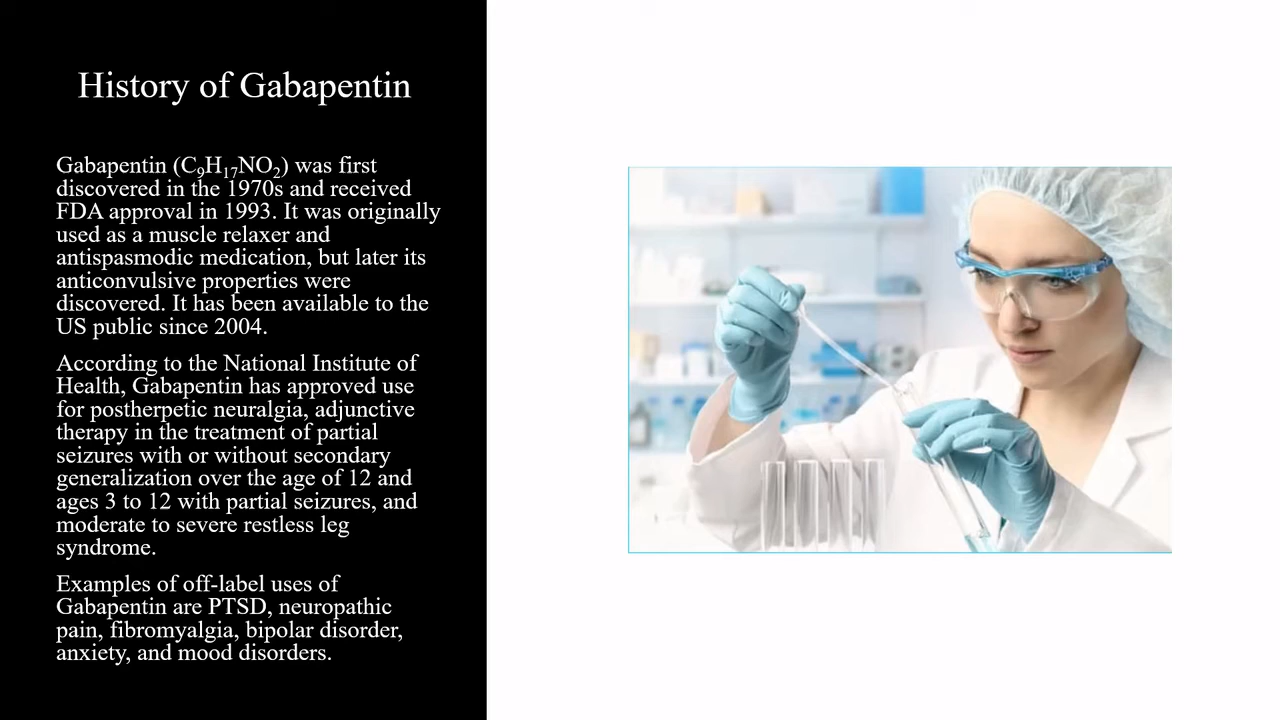 History of Gabapentin
Gabapentin (C₉H₁₇NO₂) was first
discovered in the 1970s and received
FDA approval in 1993. It was originally
used as a muscle relaxer and
antispasmodic medication, but later its
anticonvulsive properties were
discovered. It has been available to the
US public since 2004.
According to the National Institute of
Health, Gabapentin has approved use
for postherpetic neuralgia, adjunctive
therapy in the treatment of partial
seizures with or without secondary
generalization over the age of 12 and
ages 3 to 12 with partial seizures, and
moderate to severe restless leg
syndrome.
Examples of off-label uses of
Gabapentin are PTSD, neuropathic
pain, fibromyalgia, bipolar disorder,
anxiety, and mood disorders.